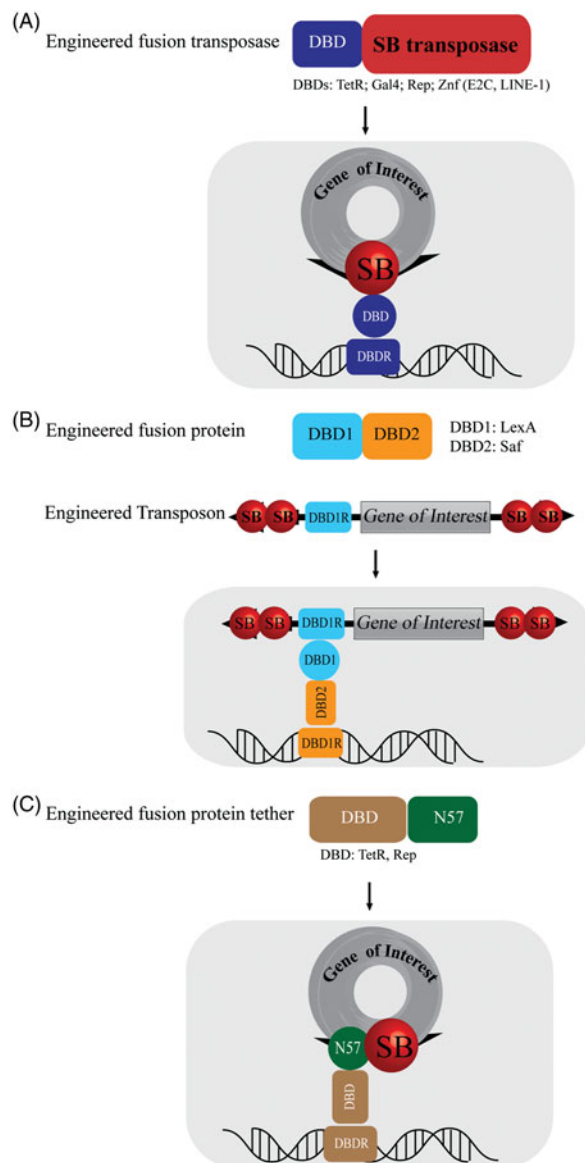 (A)
Engineered fusion transposase
DBD
SB transposase
DBDs: TetR; Gal4; Rep; Znf (E2C, LINE-1)
Gene of Interest
SB
DBD
DBDR
(B)
Engineered fusion protein
DBD1
DBD2
DBD1: LexA
DBD2: Saf
Engineered Transposon
SB
SB
DBD1R
Gene of Interest
SB
SB
SB
SB
DBD1R
Gene of Interest
SB
SB
DBD1
DBD2
DBD1R
(C)
Engineered fusion protein tether
DBD
N57
DBD: TetR, Rep
Gene of Interest
N57
SB
DBD
DBDR